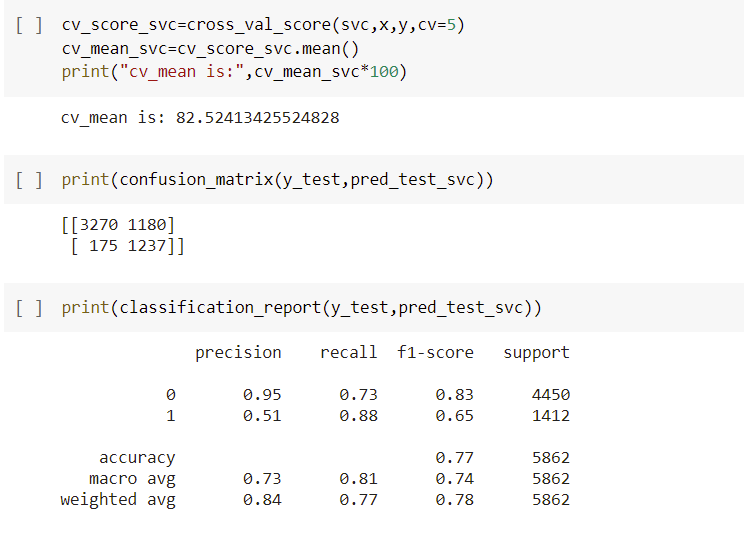 [ ] cv_score_svc=cross_val_score(svc,x,y,cv=5)
cv_mean_svc=cv_score_svc.mean()
print("cv_mean is:",cv_mean_svc*100)
cv_mean is: 82.52413425524828
[ ] print(confusion_matrix(y_test,pred_test_svc))
[[3270 1180]
[ 175 1237]]
[ ] print(classification_report(y_test,pred_test_svc))
precision recall f1-score support
0 0.95 0.73 0.83 4450
1 0.51 0.88 0.65 1412
accuracy 0.77 5862
macro avg 0.73 0.81 0.74 5862
weighted avg 0.84 0.77 0.78 5862